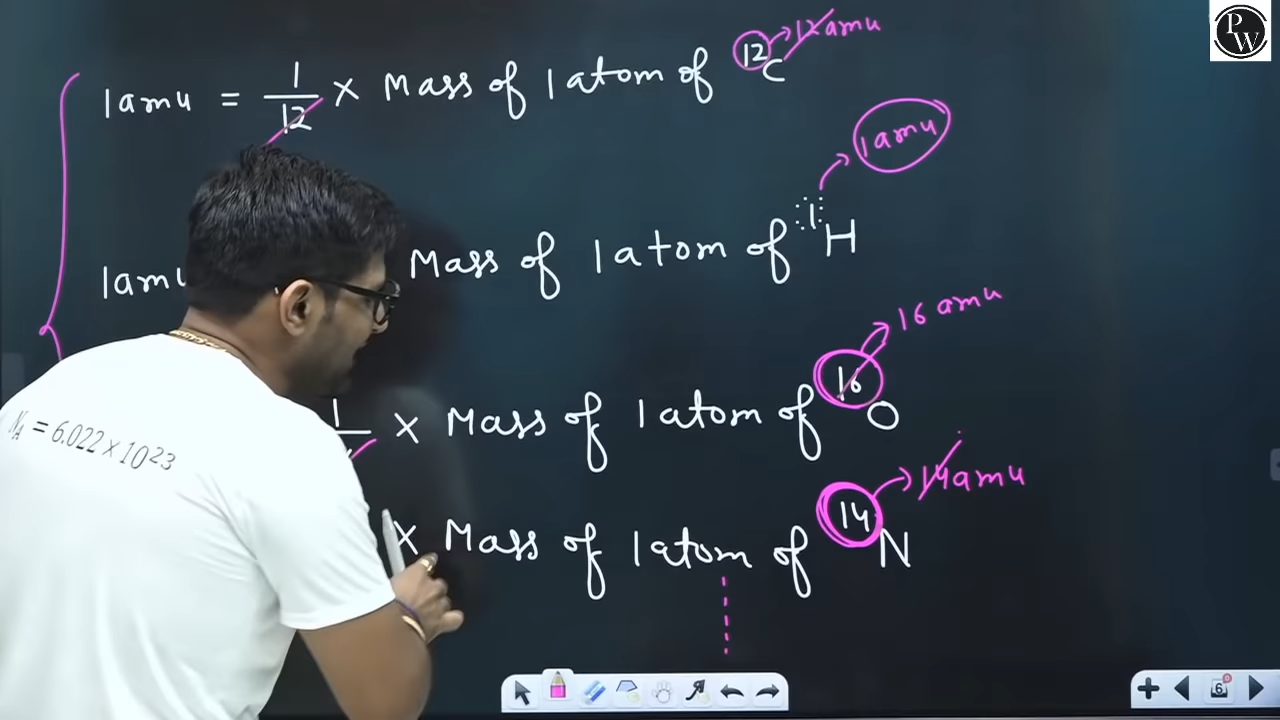 PW
12 amu
1 amu = 1/12 × Mass of 1 atom of 12C
1 amu
1 amu Mass of 1 atom of 1H
16 amu
1 × Mass of 1 atom of 16O
14 amu
× Mass of 1 atom of 14N
NA = 6.022 × 10^23
6